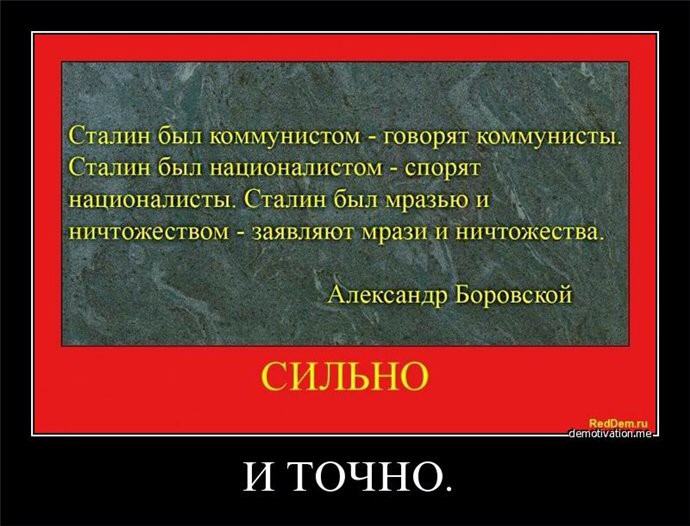 Сталин был коммунистом - говорят коммунисты.
Сталин был националистом - спорят
националисты. Сталин был мразью и
ничтожеством - заявляют мрази и ничтожества.
Александр Боровской
СИЛЬНО
RedDem.ru
demotivation.me
И ТОЧНО.